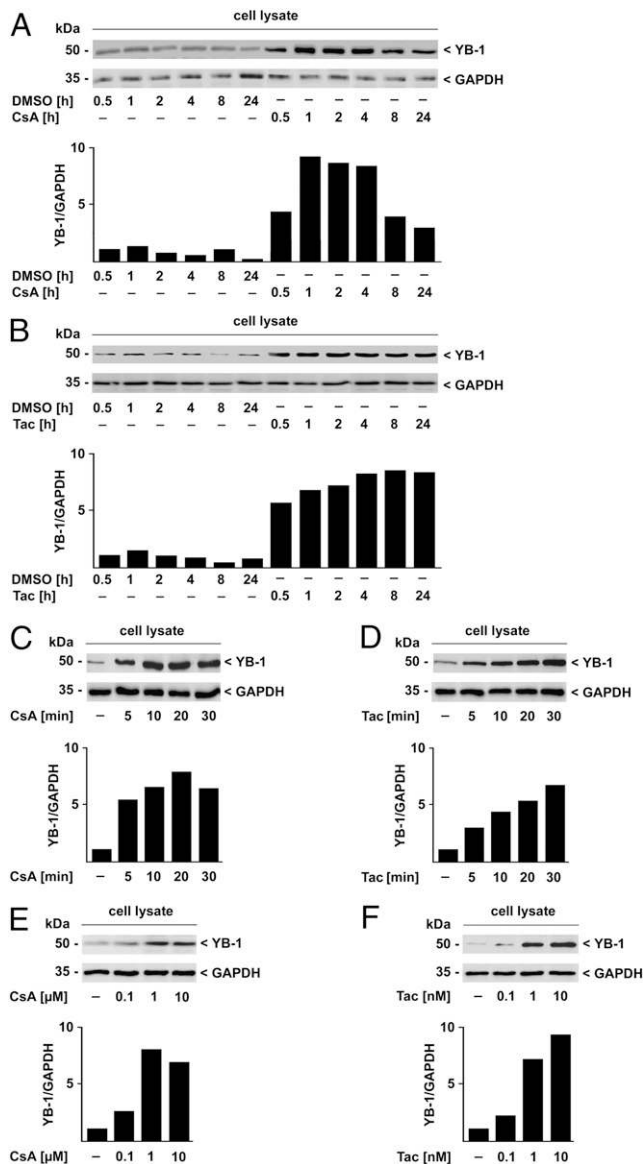 A
cell lysate
kDa
50 - < YB-1
35 - < GAPDH
DMSO [h] 0.5 1 2 4 8 24 – – – – – –
CsA [h] – – – – – – 0.5 1 2 4 8 24
10
5
YB-1/GAPDH
DMSO [h] 0.5 1 2 4 8 24 – – – – – –
CsA [h] – – – – – – 0.5 1 2 4 8 24
B
cell lysate
kDa
50 - < YB-1
35 - < GAPDH
DMSO [h] 0.5 1 2 4 8 24 – – – – – –
Tac [h] – – – – – – 0.5 1 2 4 8 24
10
5
YB-1/GAPDH
DMSO [h] 0.5 1 2 4 8 24 – – – – – –
Tac [h] – – – – – – 0.5 1 2 4 8 24
C
cell lysate
kDa
50 - < YB-1
35 - < GAPDH
CsA [min] – 5 10 20 30
10
5
YB-1/GAPDH
CsA [min] – 5 10 20 30
D
cell lysate
kDa
50 - < YB-1
35 - < GAPDH
Tac [min] – 5 10 20 30
10
5
YB-1/GAPDH
Tac [min] – 5 10 20 30
E
cell lysate
kDa
50 - < YB-1
35 - < GAPDH
CsA [µM] – 0.1 1 10
10
5
YB-1/GAPDH
CsA [µM] – 0.1 1 10
F
cell lysate
kDa
50 - < YB-1
35 - < GAPDH
Tac [nM] – 0.1 1 10
10
5
YB-1/GAPDH
Tac [nM] – 0.1 1 10